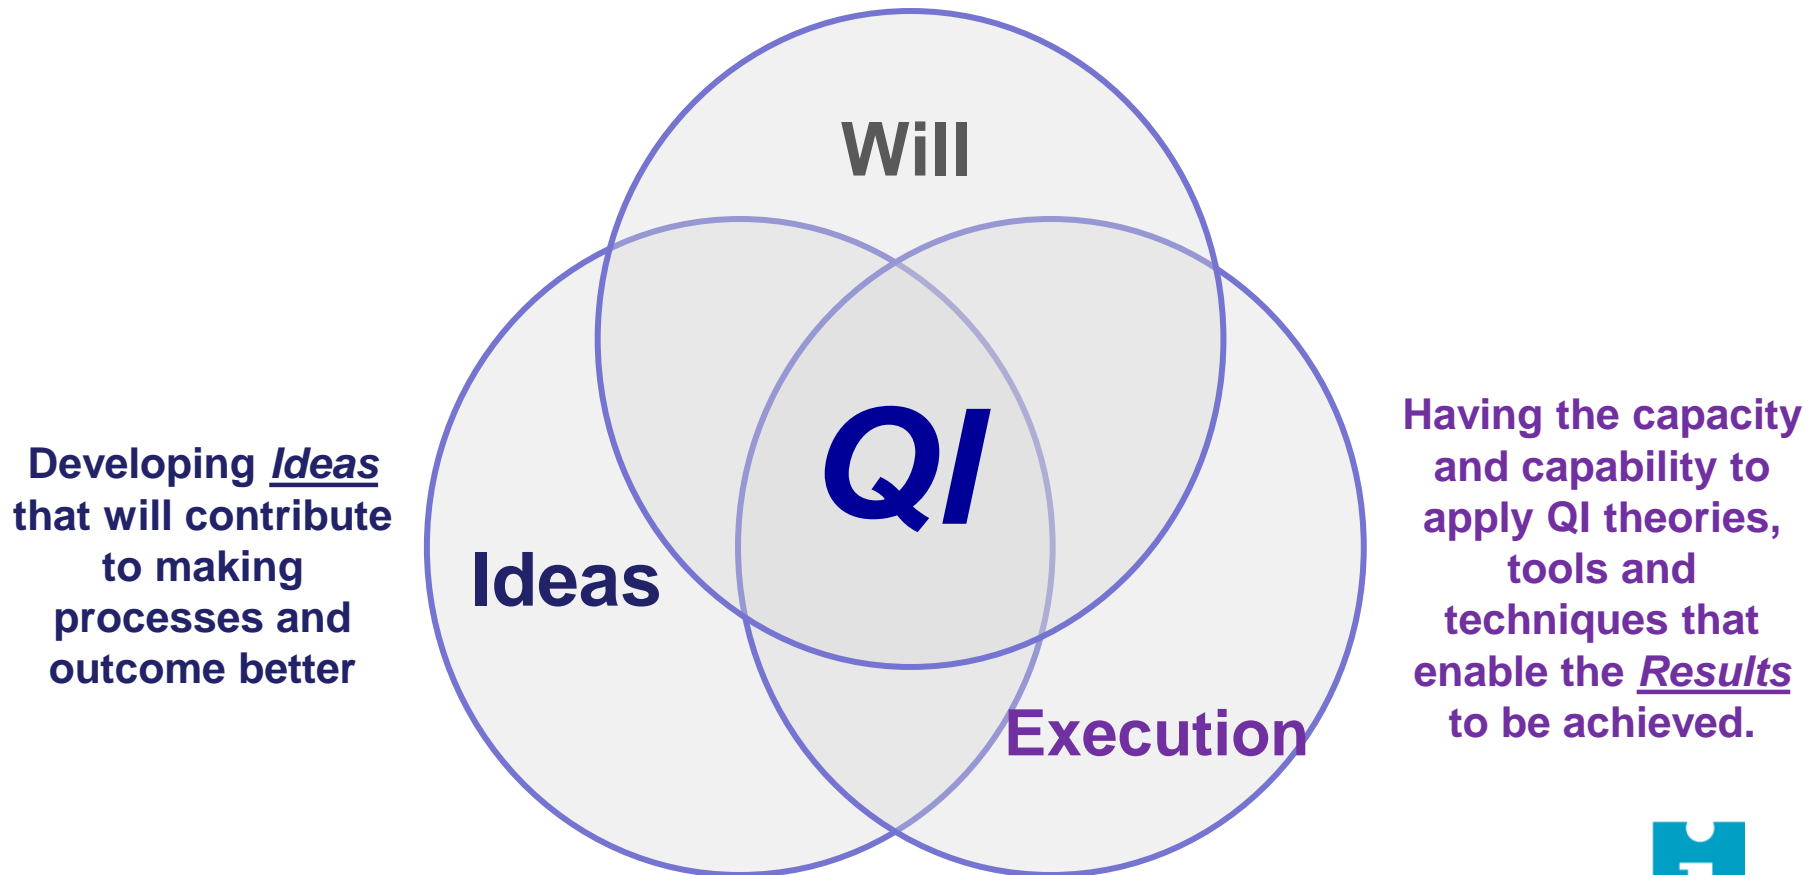 Will
QI
Ideas
Execution
Developing Ideas
that will contribute
to making
processes and
outcome better
Having the capacity
and capability to
apply QI theories,
tools and
techniques that
enable the Results
to be achieved.